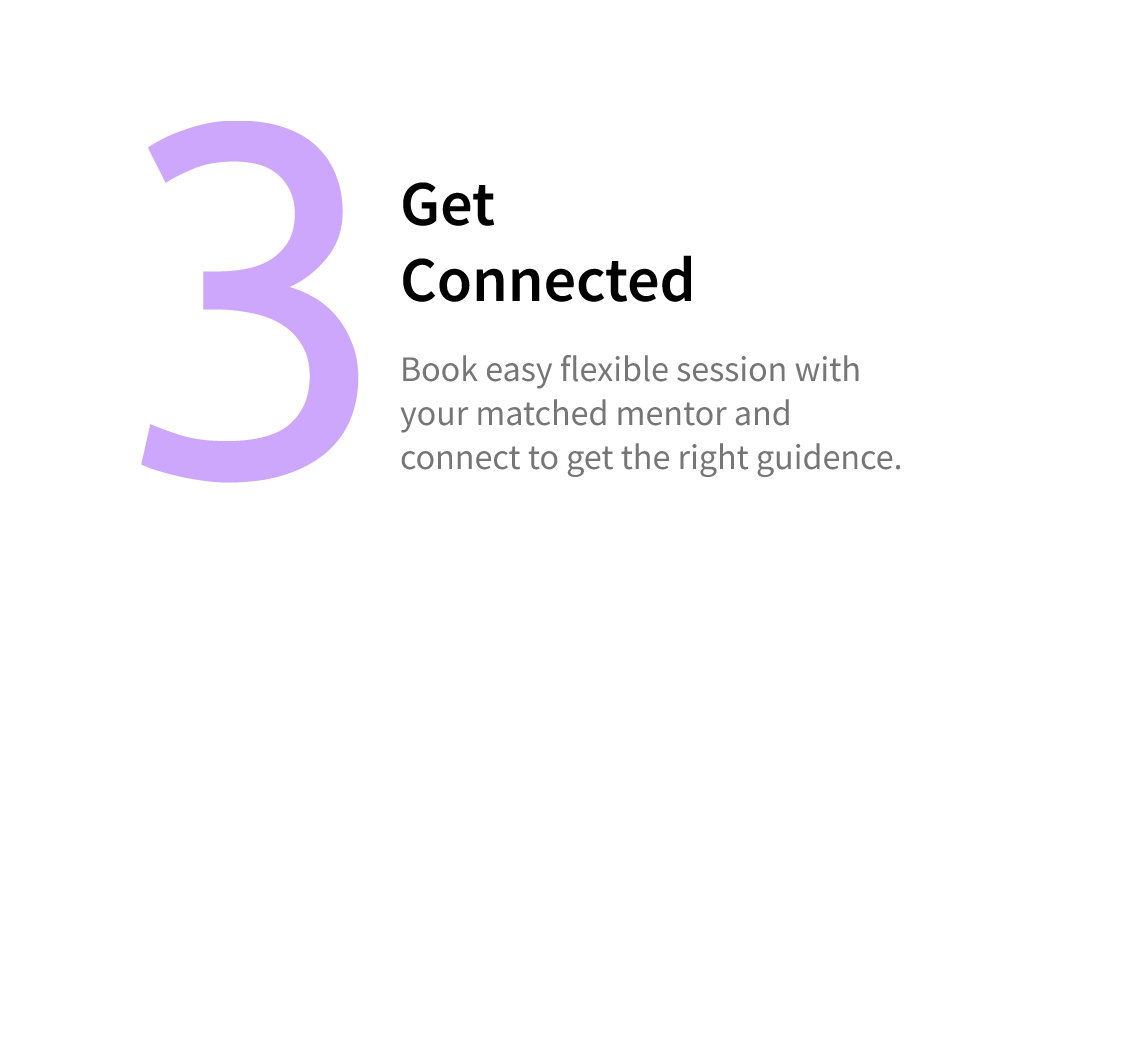 3
Get
Connected
Book easy flexible session with
your matched mentor and
connect to get the right guidence.